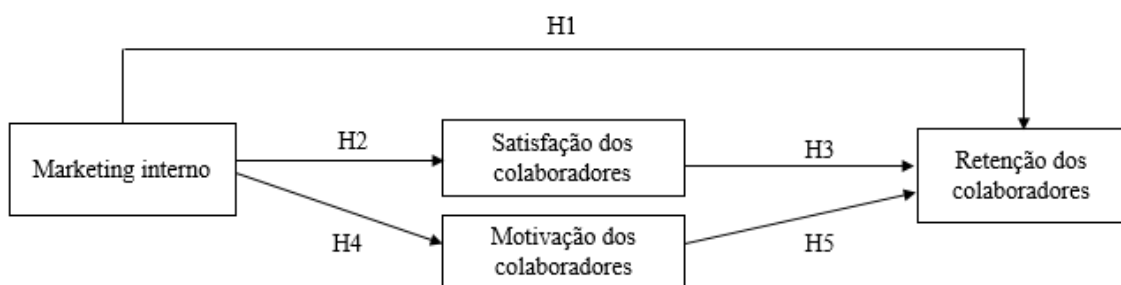 H1
Marketing interno
H2
Satisfação dos
colaboradores
H3
Retenção dos
colaboradores
H4
Motivação dos
colaboradores
H5